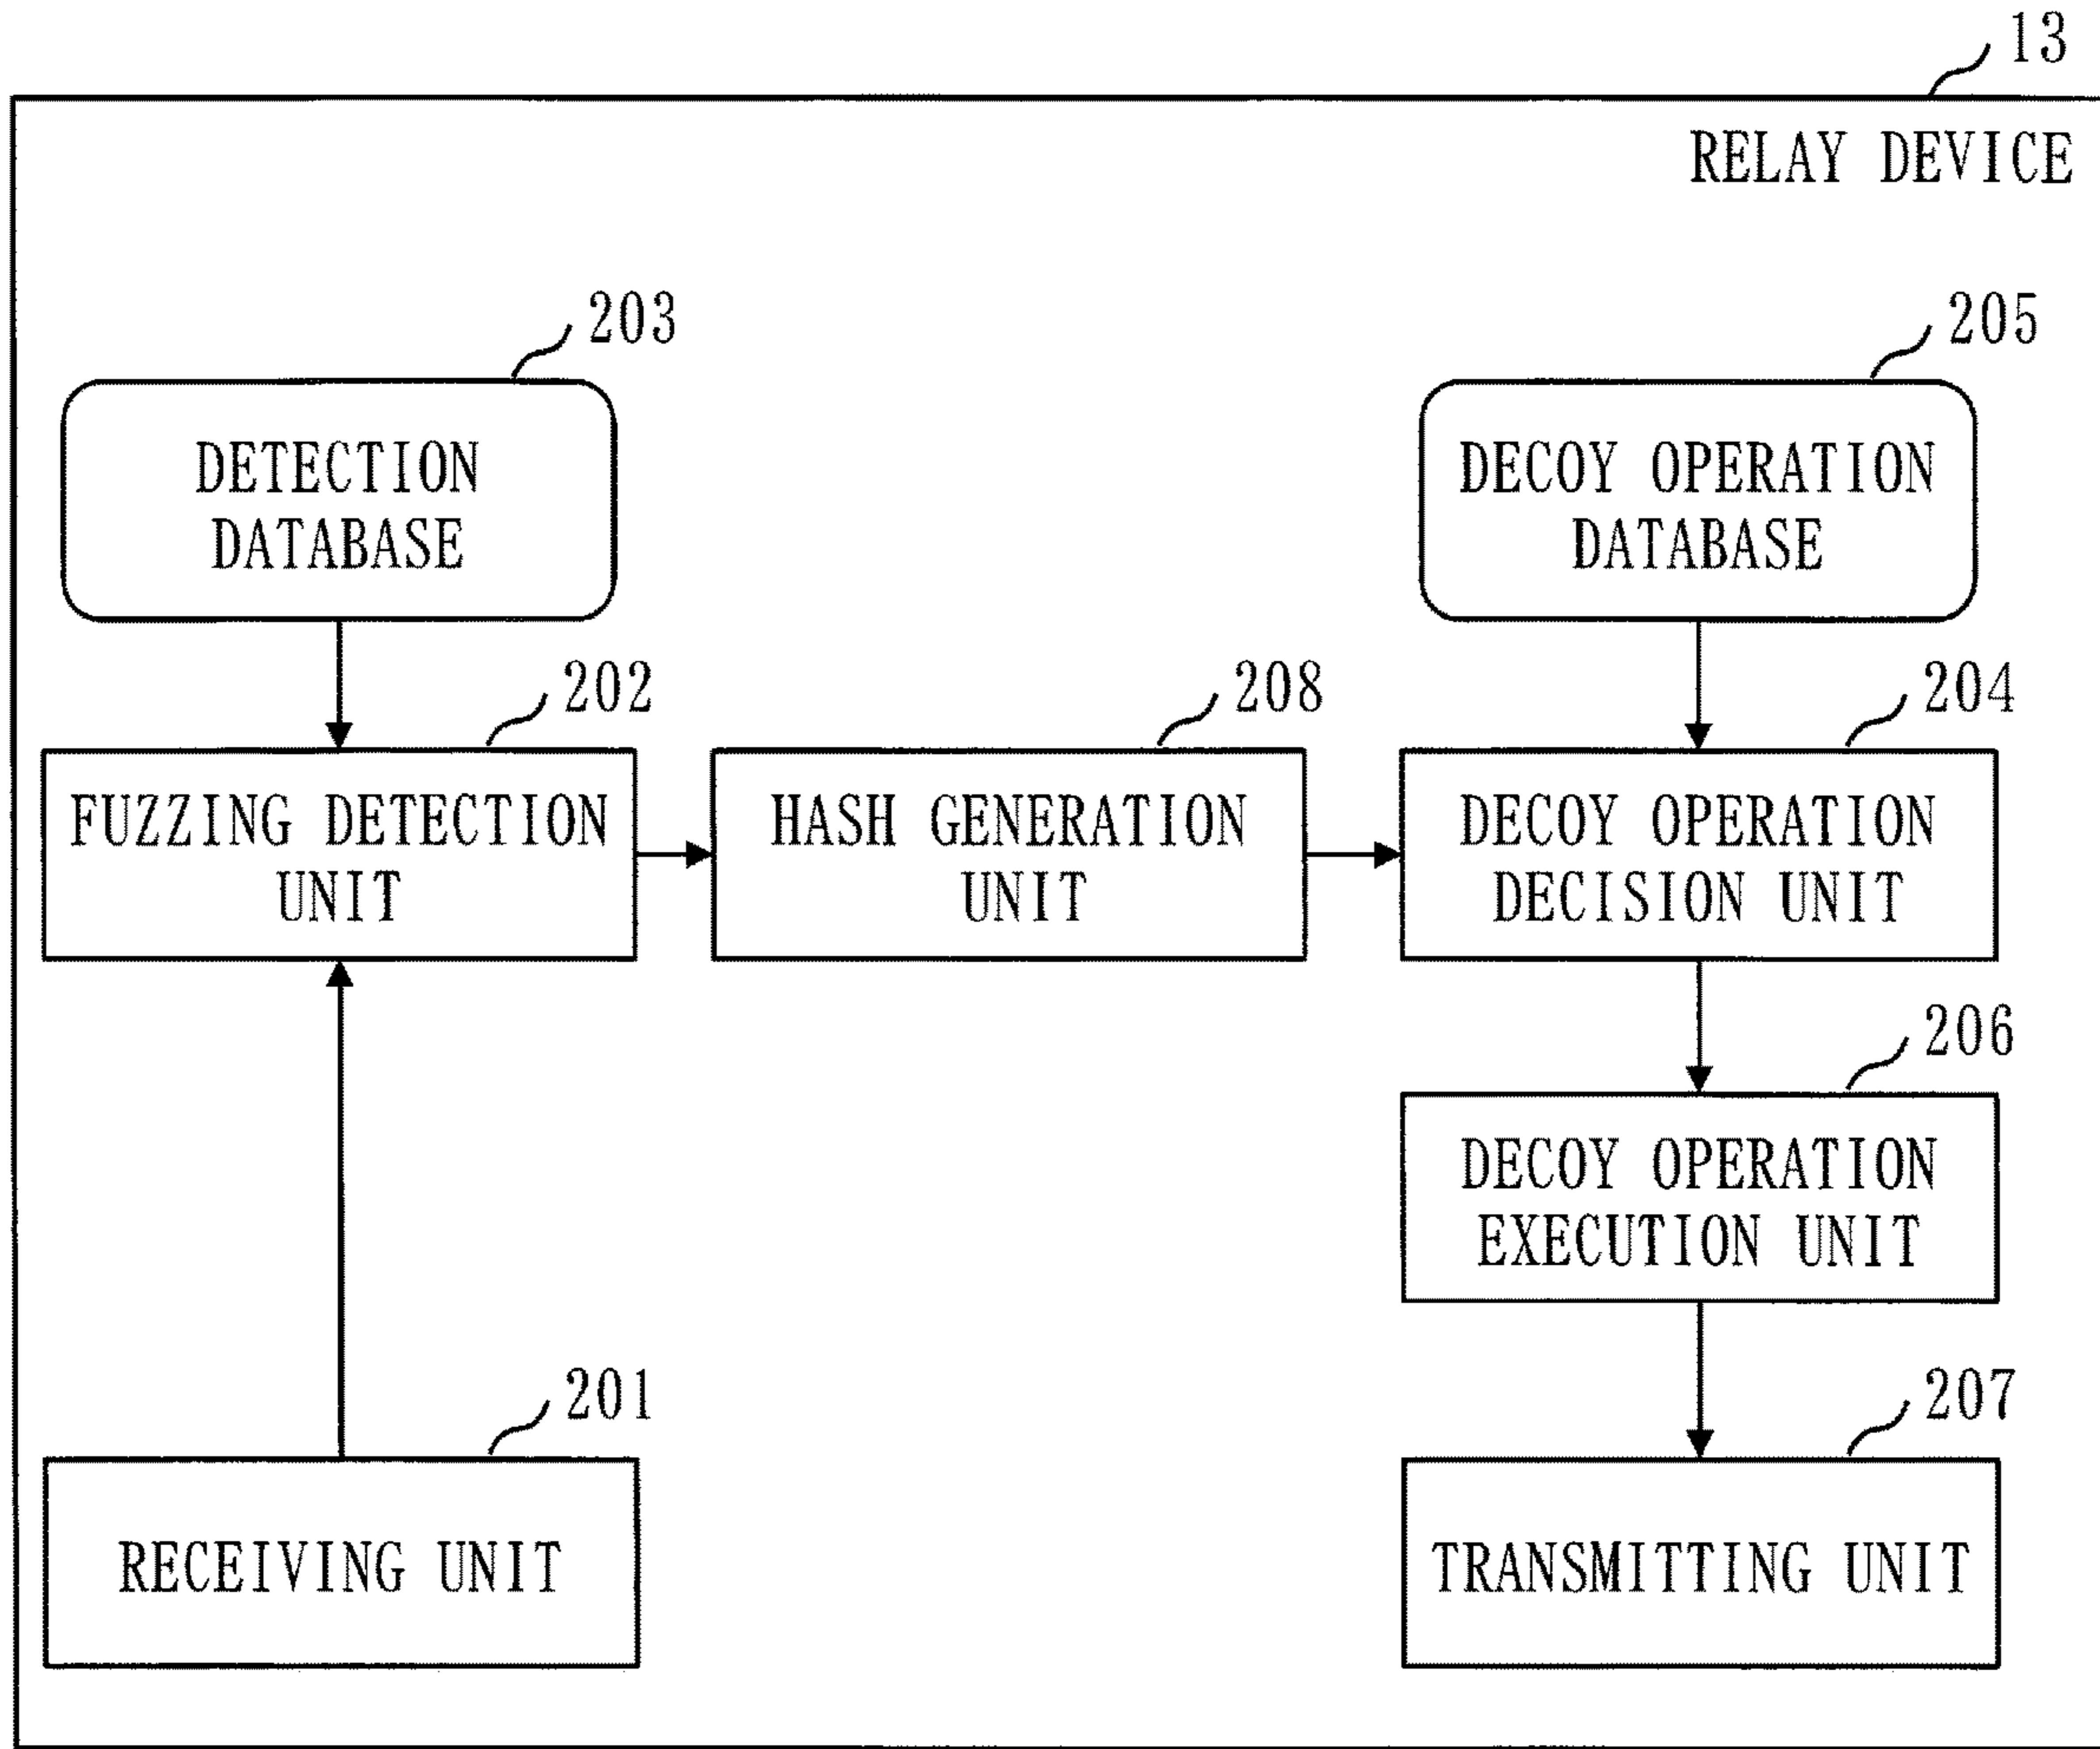 13
RELAY DEVICE
203
205
DETECTION
DATABASE
DECOY OPERATION
DATABASE
202
208
204
FUZZING DETECTION
UNIT
HASH GENERATION
UNIT
DECOY OPERATION
DECISION UNIT
206
DECOY OPERATION
EXECUTION UNIT
201
207
RECEIVING UNIT
TRANSMITTING UNIT